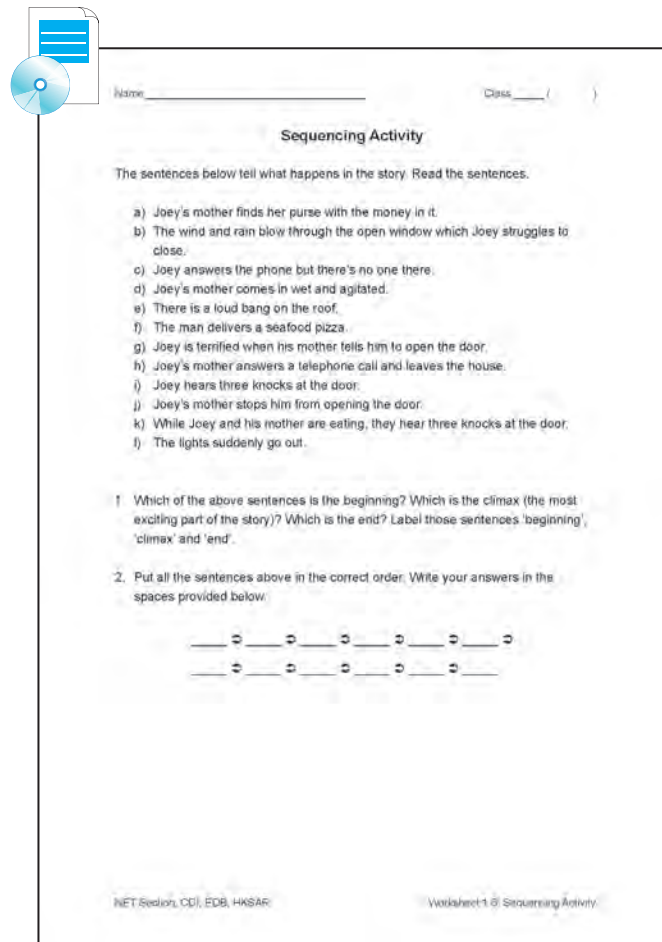 Name
Class ( )
Sequencing Activity
The sentences below tell what happens in the story. Read the sentences.
a) Joey's mother finds her purse with the money in it.
b) The wind and rain blow through the open window which Joey struggles to
close.
c) Joey answers the phone but there's no one there.
d) Joey's mother comes in wet and agitated.
e) There is a loud bang on the roof.
f) The man delivers a seafood pizza.
g) Joey is terrified when his mother tells him to open the door.
h) Joey's mother answers a telephone call and leaves the house.
i) Joey hears three knocks at the door.
j) Joey's mother stops him from opening the door.
k) While Joey and his mother are eating, they hear three knocks at the door.
l) The lights suddenly go out.
1 Which of the above sentences is the beginning? Which is the climax (the most
exciting part of the story)? Which is the end? Label those sentences 'beginning',
'climax' and 'end'.
2. Put all the sentences above in the correct order. Write your answers in the
spaces provided below.
NET Section, CDI, EDB, HKSAR
Worksheet 1.6: Sequencing Activity